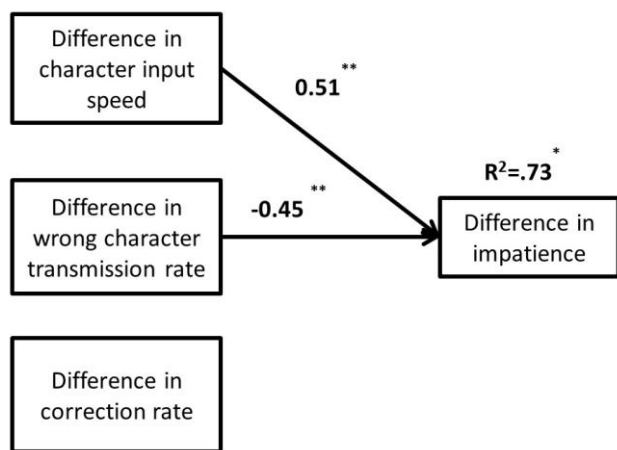 Difference in
character input
speed
0.51**
R²=.73*
Difference in
wrong character
transmission rate
-0.45**
Difference in
impatience
Difference in
correction rate